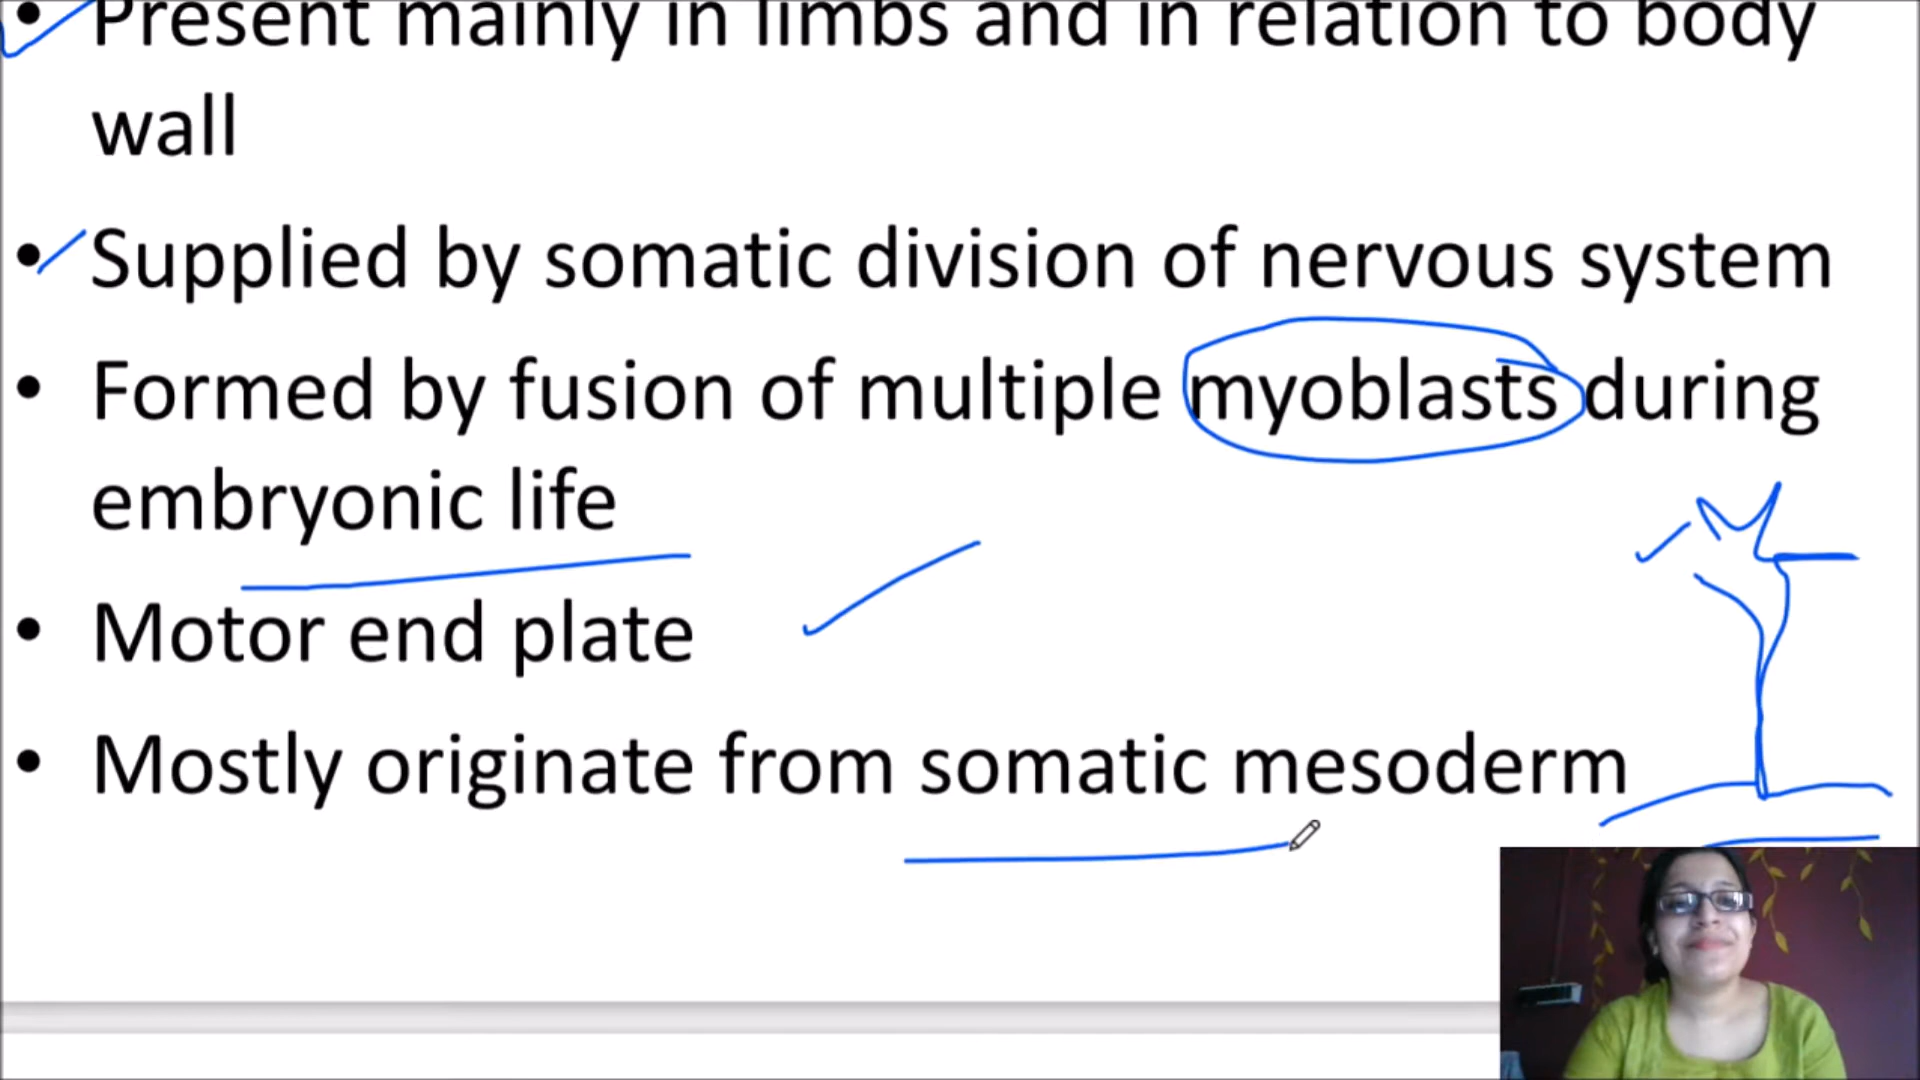 • Present mainly in limbs and in relation to body
wall
• Supplied by somatic division of nervous system
• Formed by fusion of multiple myoblasts during
embryonic life
• Motor end plate
• Mostly originate from somatic mesoderm